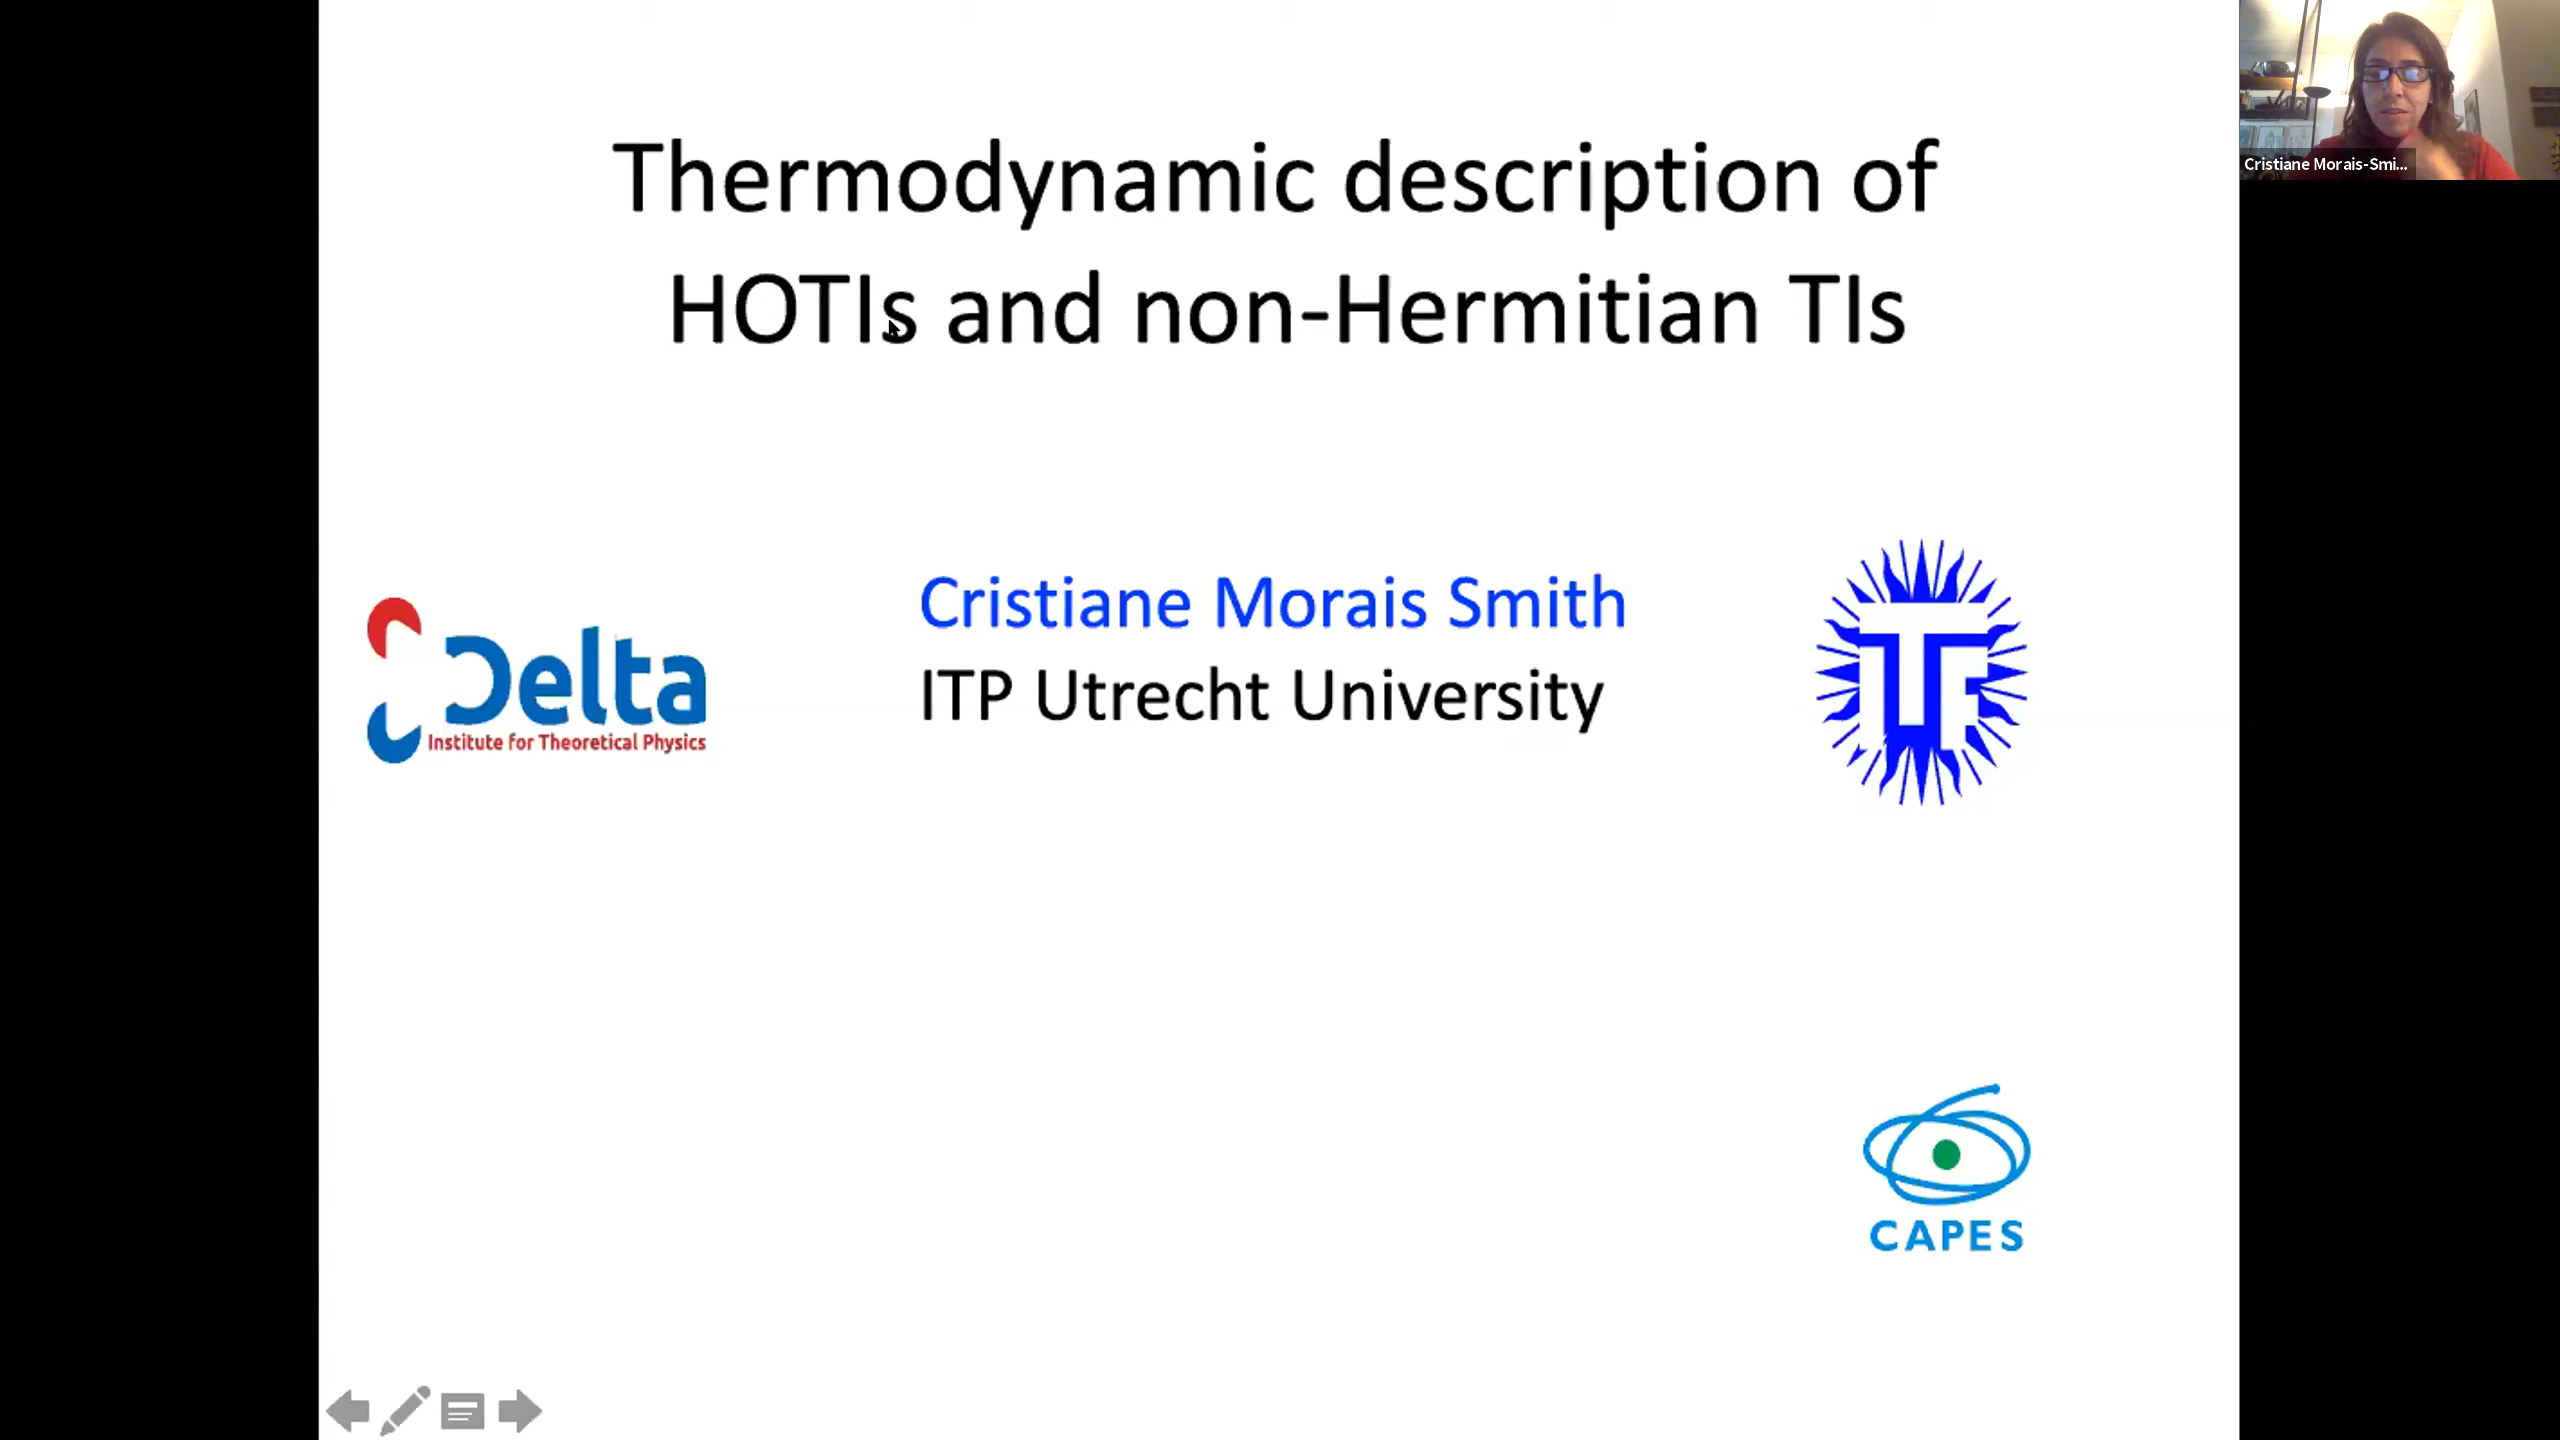 Thermodynamic description of
HOTIs and non-Hermitian TIs
Cristiane Morais Smith
ITP Utrecht University
Delta
Institute for Theoretical Physics
CAPES
Cristiane Morais-Smi...